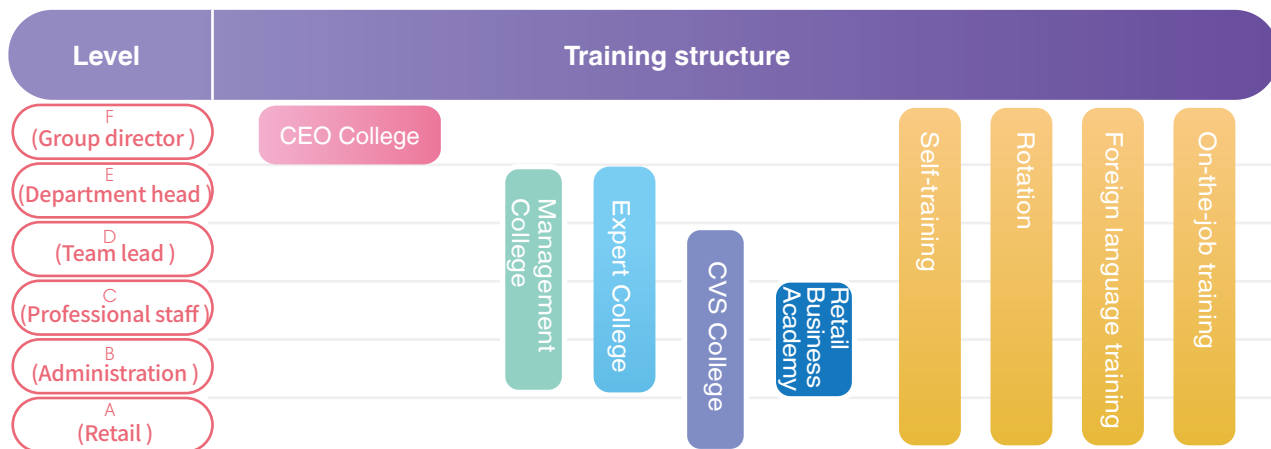 Level
Training structure
F
(Group director )
E
(Department head )
D
(Team lead )
C
(Professional staff )
B
(Administration )
A
(Retail )
CEO College
Management
College
Expert College
CVS College
Retail
Business
Academy
Self-training
Rotation
Foreign language training
On-the-job training